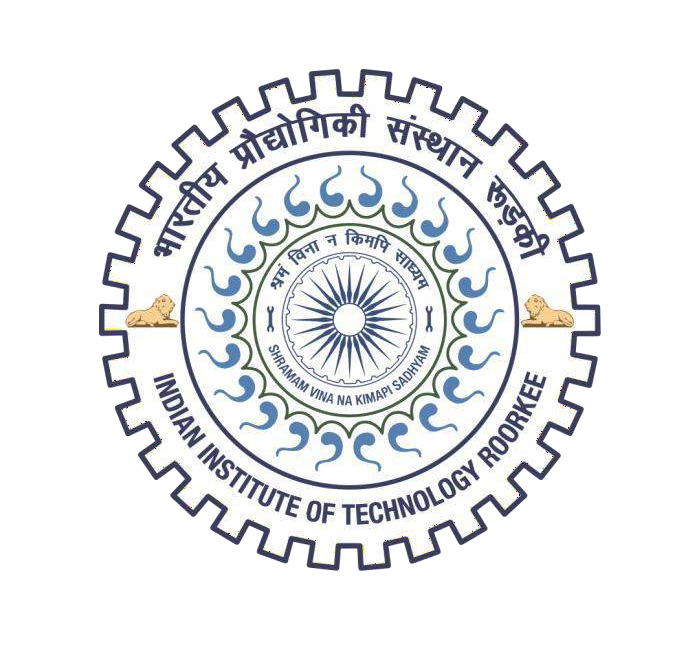 भारतीय प्रौद्योगिकी संस्थान रूड़की
श्रमं विना न किमपि साध्यम
SHRAMAM VINA NA KIMAPI SADHYAM
INDIAN INSTITUTE OF TECHNOLOGY ROORKEE